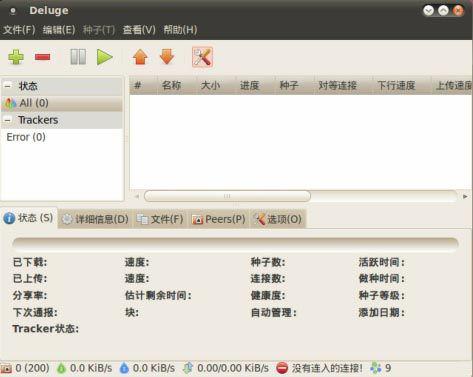 Deluge
文件(F) 编辑(E) 种子(T) 查看(V) 帮助(H)
状态
All (0)
Trackers
Error (0)
# 名称 大小 进度 种子 对等连接 下行速度 上传速度
状态 (S) 详细信息(D) 文件(F) Peers(P) 选项(O)
已下载: 速度: 种子数: 活跃时间:
已上传: 速度: 连接数: 做种时间:
分享率: 估计剩余时间: 健康度: 种子等级:
下次通报: 块: 自动管理: 添加日期:
Tracker状态:
0 (200) 0.0 KiB/s 0.0 KiB/s 0.00/0.00 KiB/s 没有连入的连接! 9